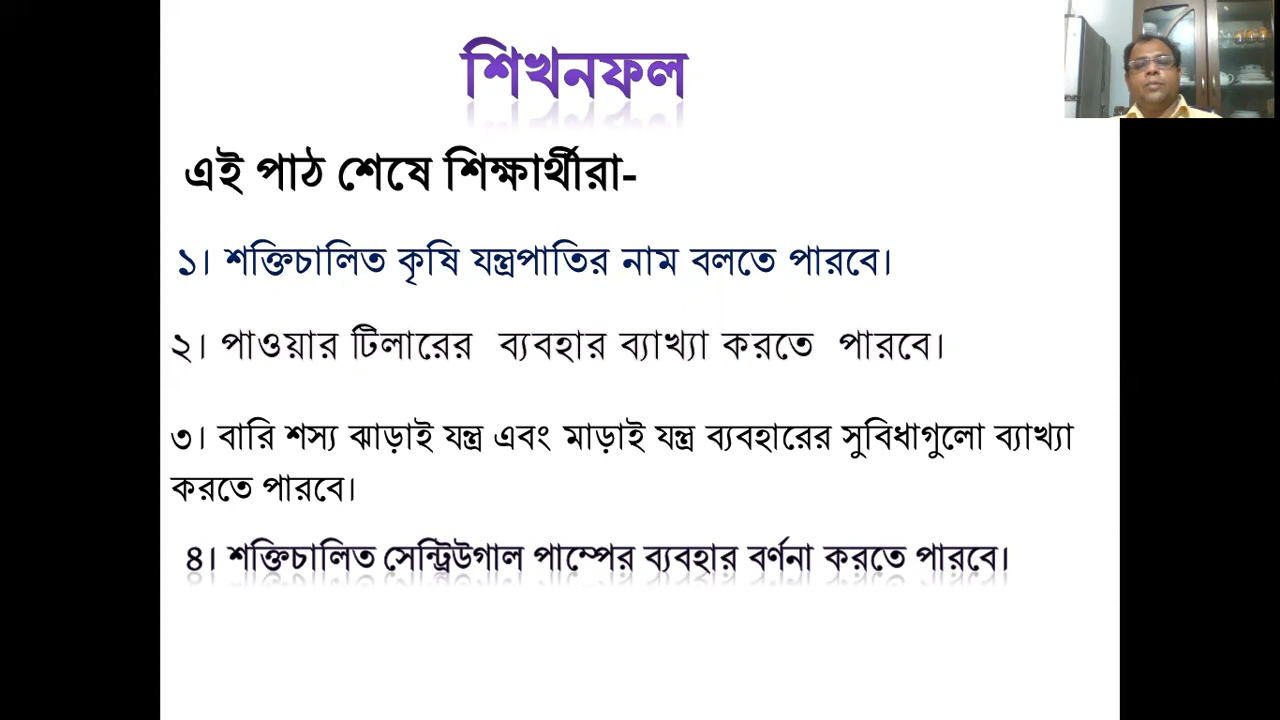 শিখনফল
এই পাঠ শেষে শিক্ষার্থীরা-
১। শক্তিচালিত কৃষি যন্ত্রপাতির নাম বলতে পারবে।
২। পাওয়ার টিলারের ব্যবহার ব্যাখ্যা করতে পারবে।
৩। বারি শস্য ঝাড়াই যন্ত্র এবং মাড়াই যন্ত্র ব্যবহারের সুবিধাগুলো ব্যাখ্যা
করতে পারবে।
৪। শক্তিচালিত সেন্ট্রিউগাল পাম্পের ব্যবহার বর্ণনা করতে পারবে।